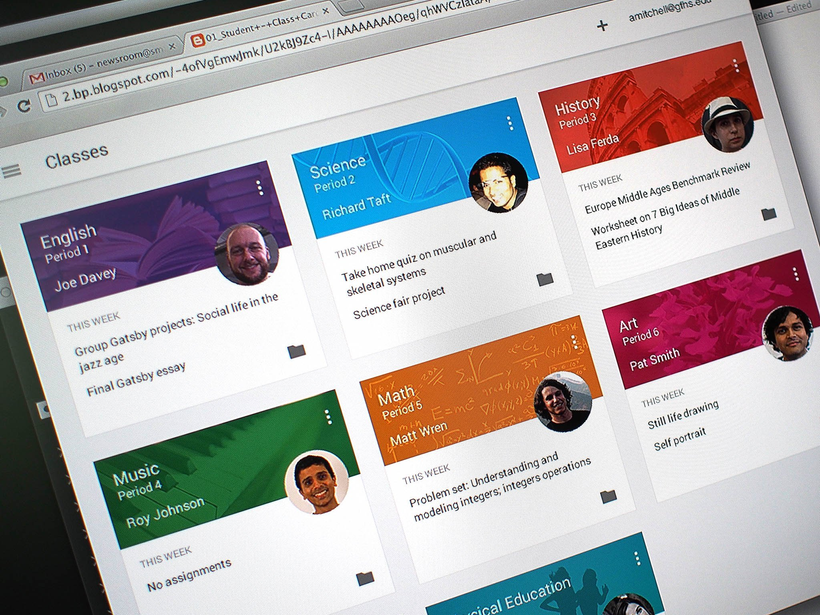 Inbox (5) – newsroom@sm
01_Student+-+Class+Car
2.bp.blogspot.com/-4ofVgEmwJmk/U2kBJ9Zc4-I/AAAAAAAAOeg/
amitchell@gfhs.edu
Edited
Classes
English
Period 1
Joe Davey
THIS WEEK
Group Gatsby projects: Social life in the
jazz age
Final Gatsby essay
Science
Period 2
Richard Taft
THIS WEEK
Take home quiz on muscular and
skeletal systems
Science fair project
History
Period 3
Lisa Ferda
THIS WEEK
Europe Middle Ages Benchmark Review
Worksheet on 7 Big Ideas of Middle
Eastern History
Music
Period 4
Roy Johnson
THIS WEEK
No assignments
Math
Period 5
Matt Wren
E=mc²
THIS WEEK
Problem set: Understanding and
modeling integers; integers operations
Art
Period 6
Pat Smith
THIS WEEK
Still life drawing
Self portrait
sical Education